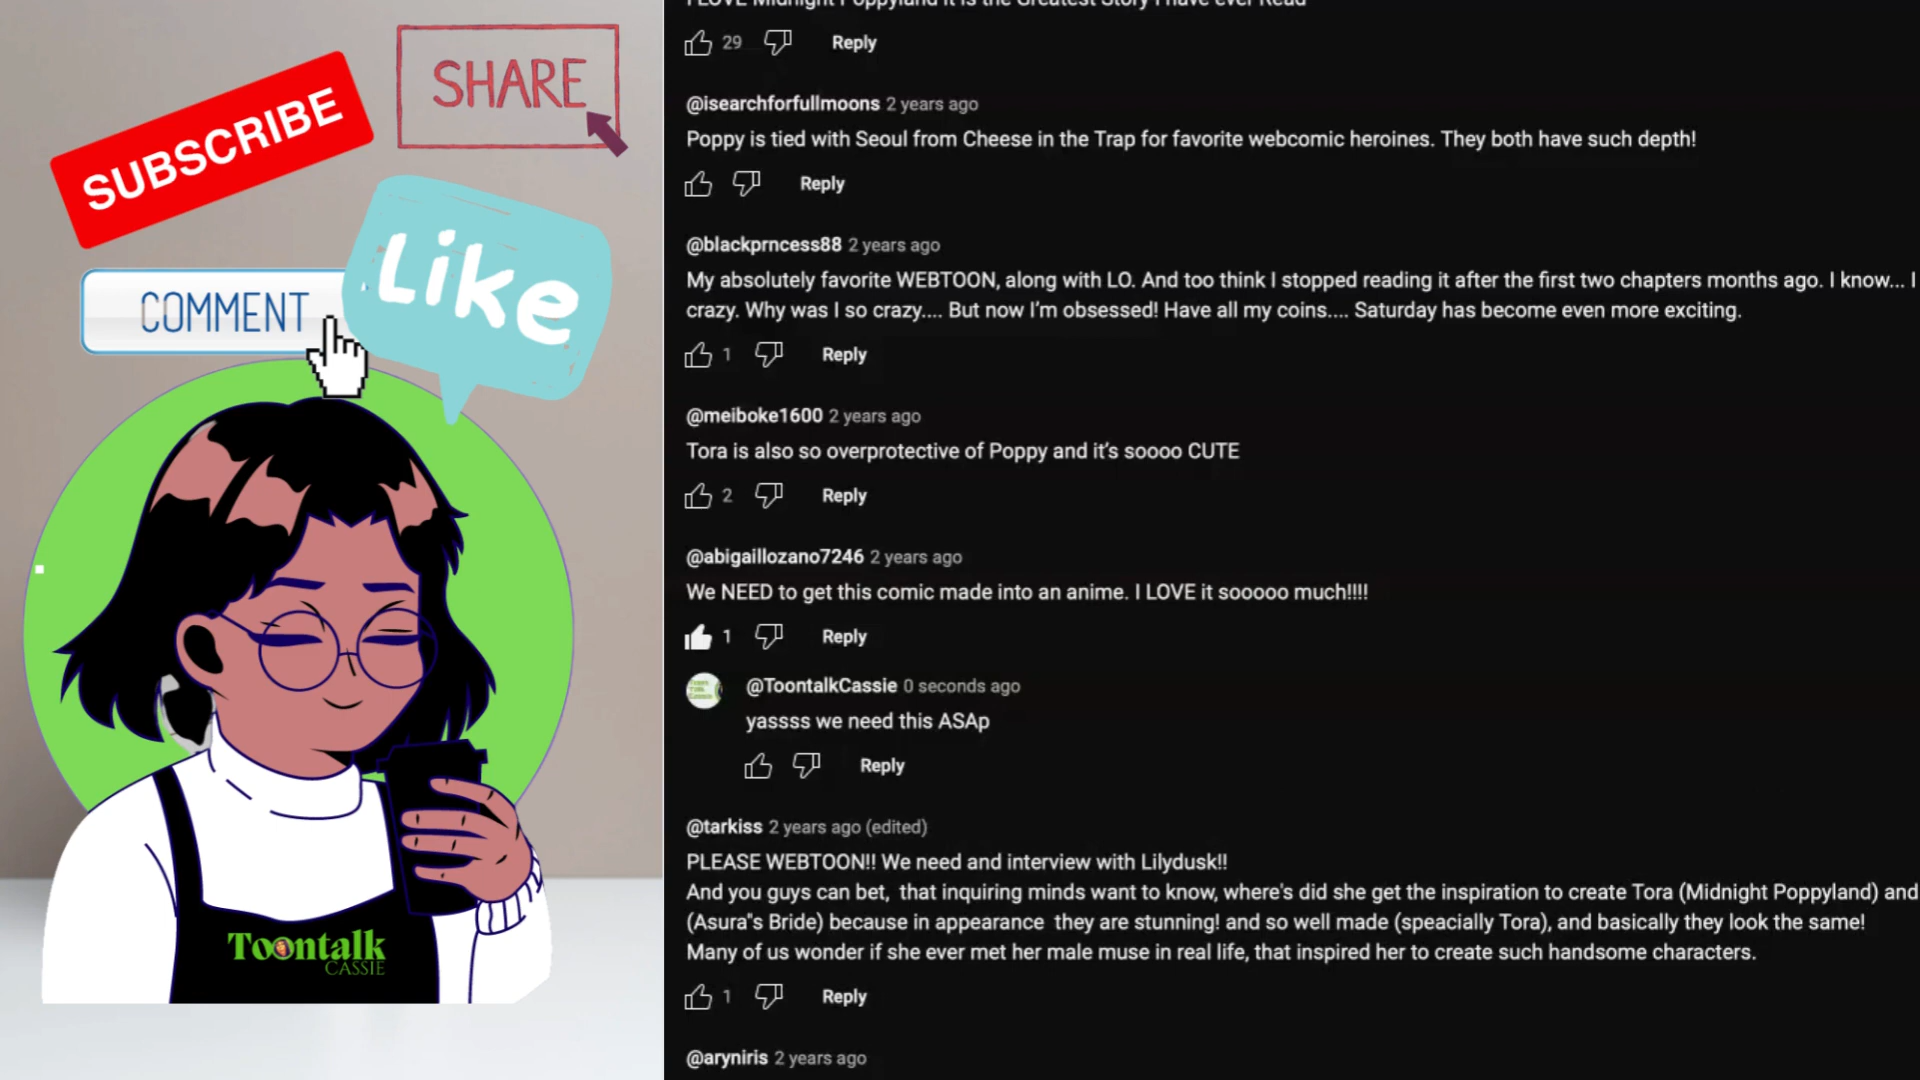 SHARE
SUBSCRIBE
Like
COMMENT
Toontalk
CASSIE
29 Reply
@isearchforfullmoons 2 years ago
Poppy is tied with Seoul from Cheese in the Trap for favorite webcomic heroines. They both have such depth!
Reply
@blackprncess88 2 years ago
My absolutely favorite WEBTOON, along with LO. And too think I stopped reading it after the first two chapters months ago. I know... I
crazy. Why was I so crazy.... But now I'm obsessed! Have all my coins.... Saturday has become even more exciting.
1 Reply
@meiboke1600 2 years ago
Tora is also so overprotective of Poppy and it's soooo CUTE
2 Reply
@abigaillozano7246 2 years ago
We NEED to get this comic made into an anime. I LOVE it sooooo much!!!!
1 Reply
@ToontalkCassie 0 seconds ago
yassss we need this ASAp
Reply
@tarkiss 2 years ago (edited)
PLEASE WEBTOON!! We need and interview with Lilydusk!!
And you guys can bet, that inquiring minds want to know, where's did she get the inspiration to create Tora (Midnight Poppyland) and
(Asura"s Bride) because in appearance they are stunning! and so well made (speacially Tora), and basically they look the same!
Many of us wonder if she ever met her male muse in real life, that inspired her to create such handsome characters.
1 Reply
@aryniris 2 years ago